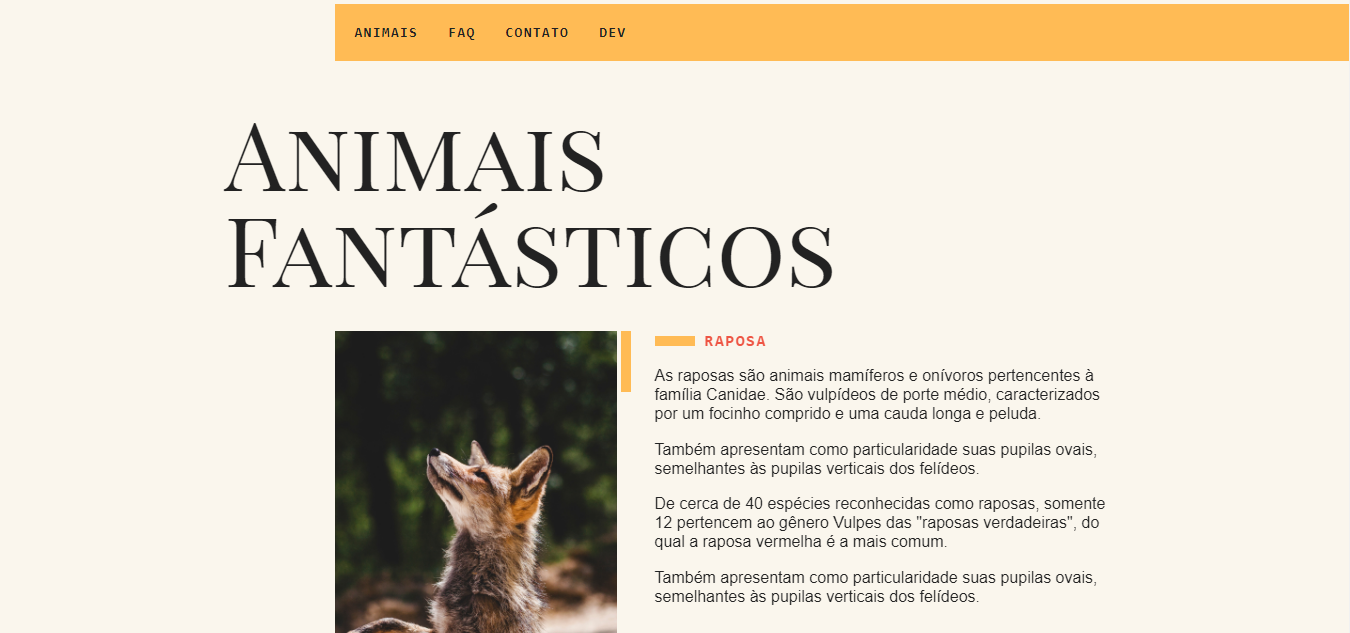 ANIMAIS FAQ CONTATO DEV
Animais
Fantásticos
RAPOSA
As raposas são animais mamíferos e onívoros pertencentes à
família Canidae. São vulpídeos de porte médio, caracterizados
por um focinho comprido e uma cauda longa e peluda.
Também apresentam como particularidade suas pupilas ovais,
semelhantes às pupilas verticais dos felídeos.
De cerca de 40 espécies reconhecidas como raposas, somente
12 pertencem ao gênero Vulpes das "raposas verdadeiras", do
qual a raposa vermelha é a mais comum.
Também apresentam como particularidade suas pupilas ovais,
semelhantes às pupilas verticais dos felídeos.